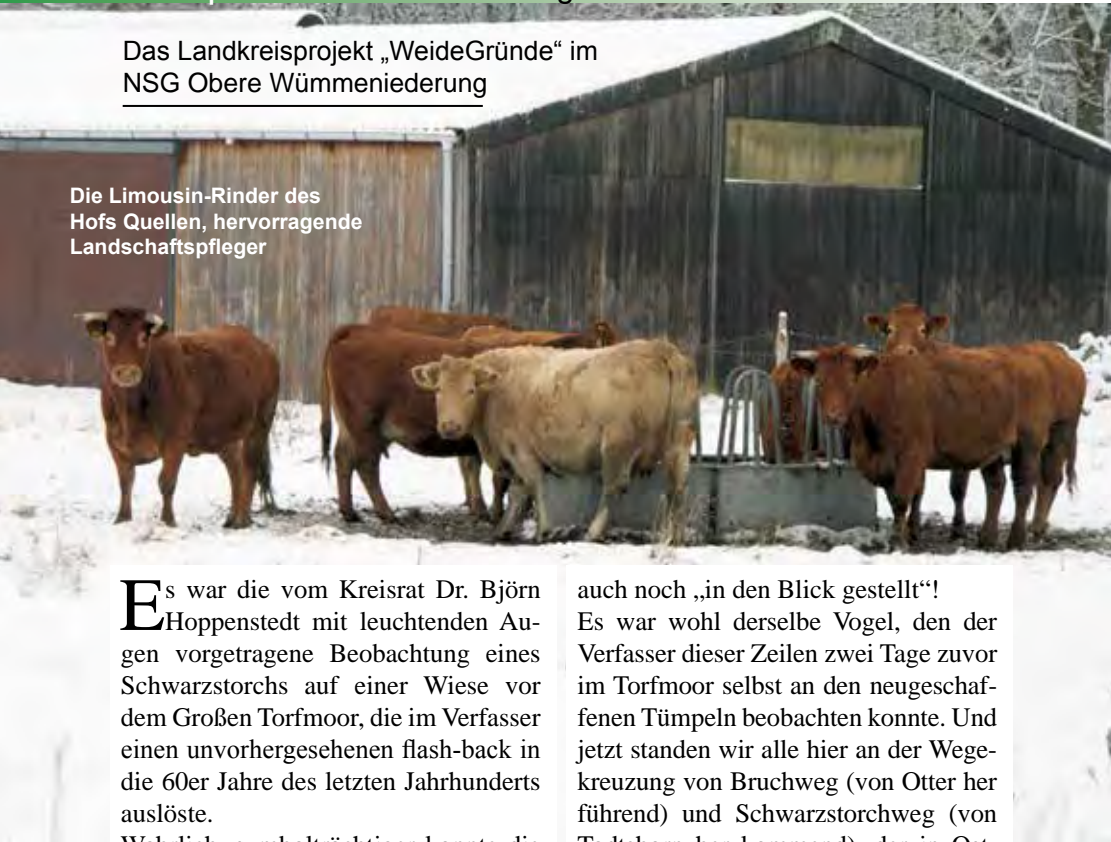 Das Landkreisprojekt „WeideGründe“ im
NSG Obere Wümmeniederung
Die Limousin-Rinder des
Hofs Quellen, hervorragende
Landschaftspfleger
Es war die vom Kreisrat Dr. Björn
Hoppenstedt mit leuchtenden Au-
gen vorgetragene Beobachtung eines
Schwarzstorchs auf einer Wiese vor
dem Großen Torfmoor, die im Verfasser
einen unvorhergesehenen flash-back in
die 60er Jahre des letzten Jahrhunderts
auslöste.
auch noch „in den Blick gestellt“!
Es war wohl derselbe Vogel, den der
Verfasser dieser Zeilen zwei Tage zuvor
im Torfmoor selbst an den neugeschaf-
fenen Tümpeln beobachten konnte. Und
jetzt standen wir alle hier an der Wege-
kreuzung von Bruchweg (von Otter her
führend) und Schwarzstorchweg (von